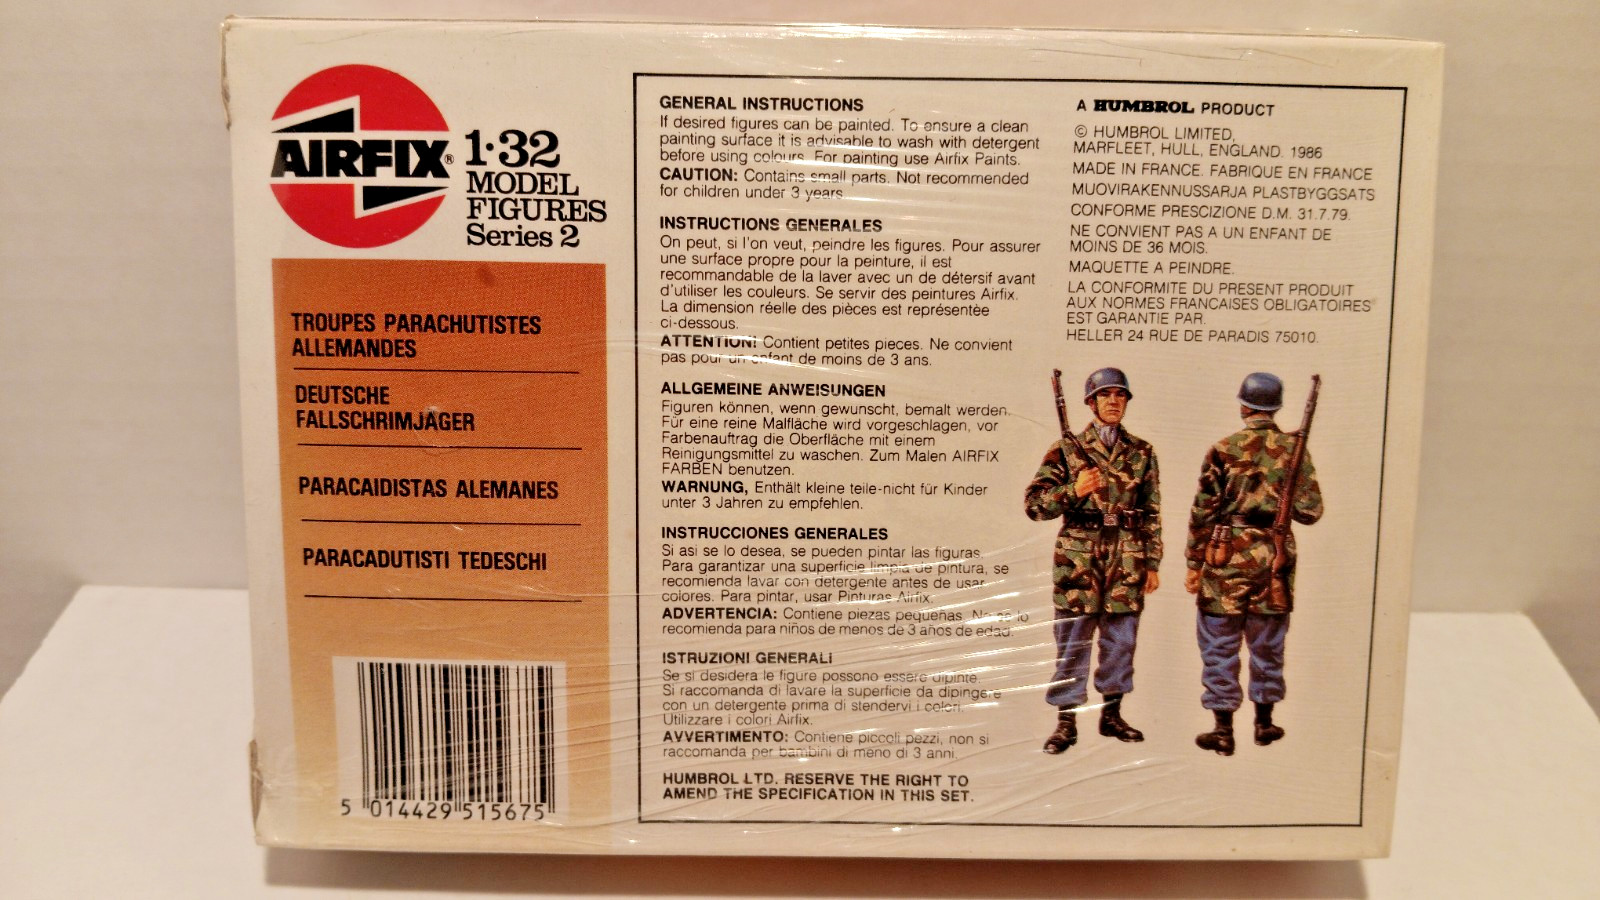 AIRFIX®
1·32
MODEL
FIGURES
Series 2
TROUPES PARACHUTISTES
ALLEMANDES
DEUTSCHE
FALLSCHRIMJÄGER
PARACAIDISTAS ALEMANES
PARACADUTISTI TEDESCHI
5 014429 515675
GENERAL INSTRUCTIONS
If desired figures can be painted. To ensure a clean
painting surface it is advisable to wash with detergent
before using colours. For painting use Airfix Paints.
CAUTION: Contains small parts. Not recommended
for children under 3 years.
INSTRUCTIONS GENERALES
On peut, si l'on veut, peindre les figures. Pour assurer
une surface propre pour la peinture, il est
recommandable de la laver avec un de détersif avant
d'utiliser les couleurs. Se servir des peintures Airfix.
La dimension réelle des pièces est représentée
ci-dessous.
ATTENTION: Contient petites pieces. Ne convient
pas pour un enfant de moins de 3 ans.
ALLGEMEINE ANWEISUNGEN
Figuren können, wenn gewunscht, bemalt werden.
Für eine reine Malfläche wird vorgeschlagen, vor
Farbenauftrag die Oberfläche mit einem
Reinigungsmittel zu waschen. Zum Malen AIRFIX
FARBEN benutzen.
WARNUNG, Enthält kleine teile-nicht für Kinder
unter 3 Jahren zu empfehlen.
INSTRUCCIONES GENERALES
Si asi se lo desea, se pueden pintar las figuras.
Para garantizar una superficie limpia de pintura, se
recomienda lavar con detergente antes de usar
colores. Para pintar, usar Pinturas Airfix.
ADVERTENCIA: Contiene piezas pequeñas. No se lo
recomienda para niños de menos de 3 años de edad.
ISTRUZIONI GENERALI
Se si desidera le figure possono essere dipinte.
Si raccomanda di lavare la superficie da dipingere
con un detergente prima di stendervi i colori.
Utilizzare i colori Airfix.
AVVERTIMENTO: Contiene piccoli pezzi, non si
raccomanda per bambini di meno di 3 anni.
HUMBROL LTD. RESERVE THE RIGHT TO
AMEND THE SPECIFICATION IN THIS SET.
A HUMBROL PRODUCT
© HUMBROL LIMITED,
MARFLEET, HULL, ENGLAND. 1986
MADE IN FRANCE. FABRIQUE EN FRANCE
MUOVIRAKENNUSSARJA PLASTBYGGSATS
CONFORME PRESCIZIONE D.M. 31.7.79.
NE CONVIENT PAS A UN ENFANT DE
MOINS DE 36 MOIS.
MAQUETTE A PEINDRE.
LA CONFORMITE DU PRESENT PRODUIT
AUX NORMES FRANCAISES OBLIGATOIRES
EST GARANTIE PAR.
HELLER 24 RUE DE PARADIS 75010.